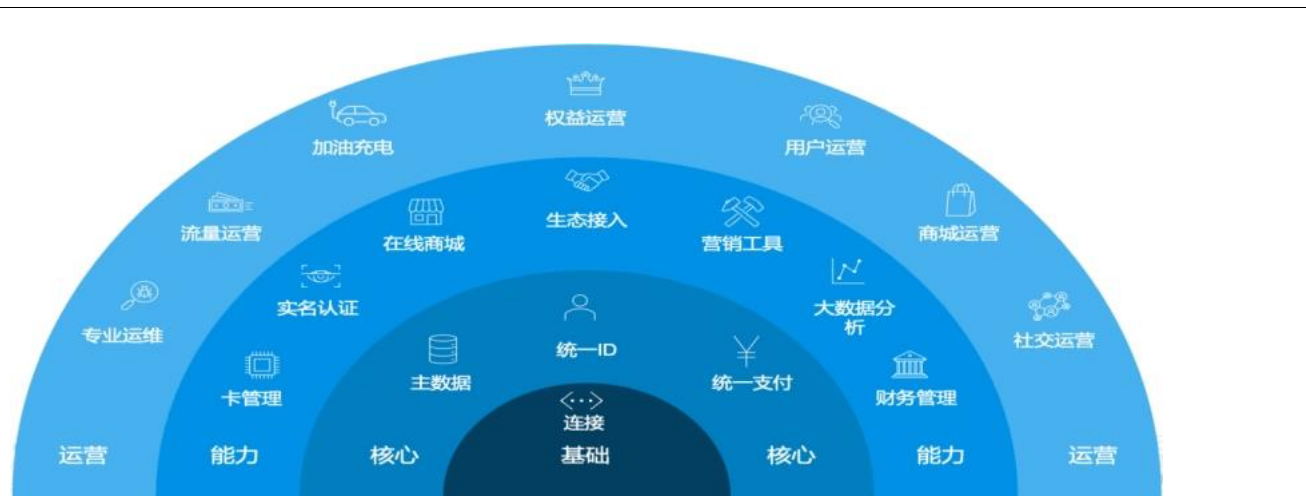 权益运营
加油充电
用户运营
流量运营
商城运营
专业运维
社交运营
生态接入
在线商城
营销工具
实名认证
大数据分
析
卡管理
财务管理
统一ID
主数据
统一支付
连接
运营
能力
核心
基础
核心
能力
运营